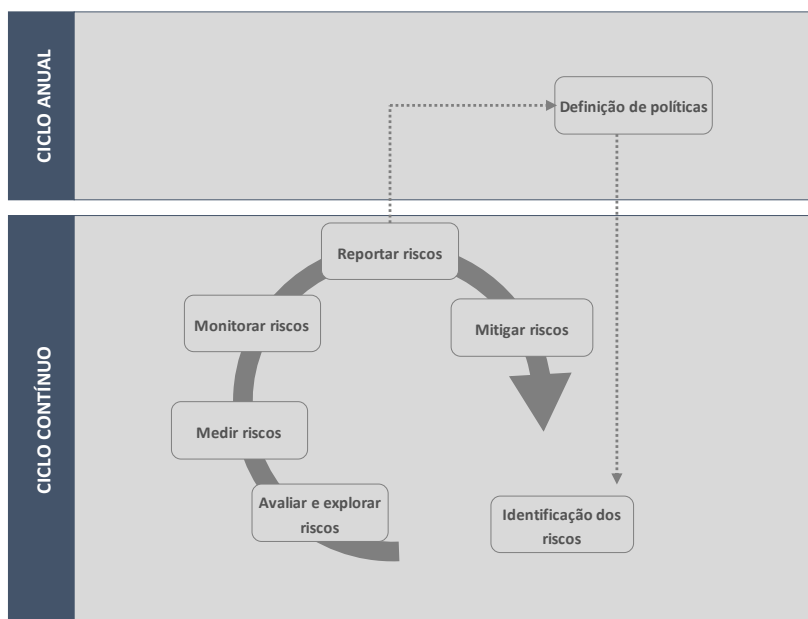 CICLO ANUAL
Definição de políticas
CICLO CONTÍNUO
Reportar riscos
Monitorar riscos
Mitigar riscos
Medir riscos
Avaliar e explorar
riscos
Identificação dos
riscos